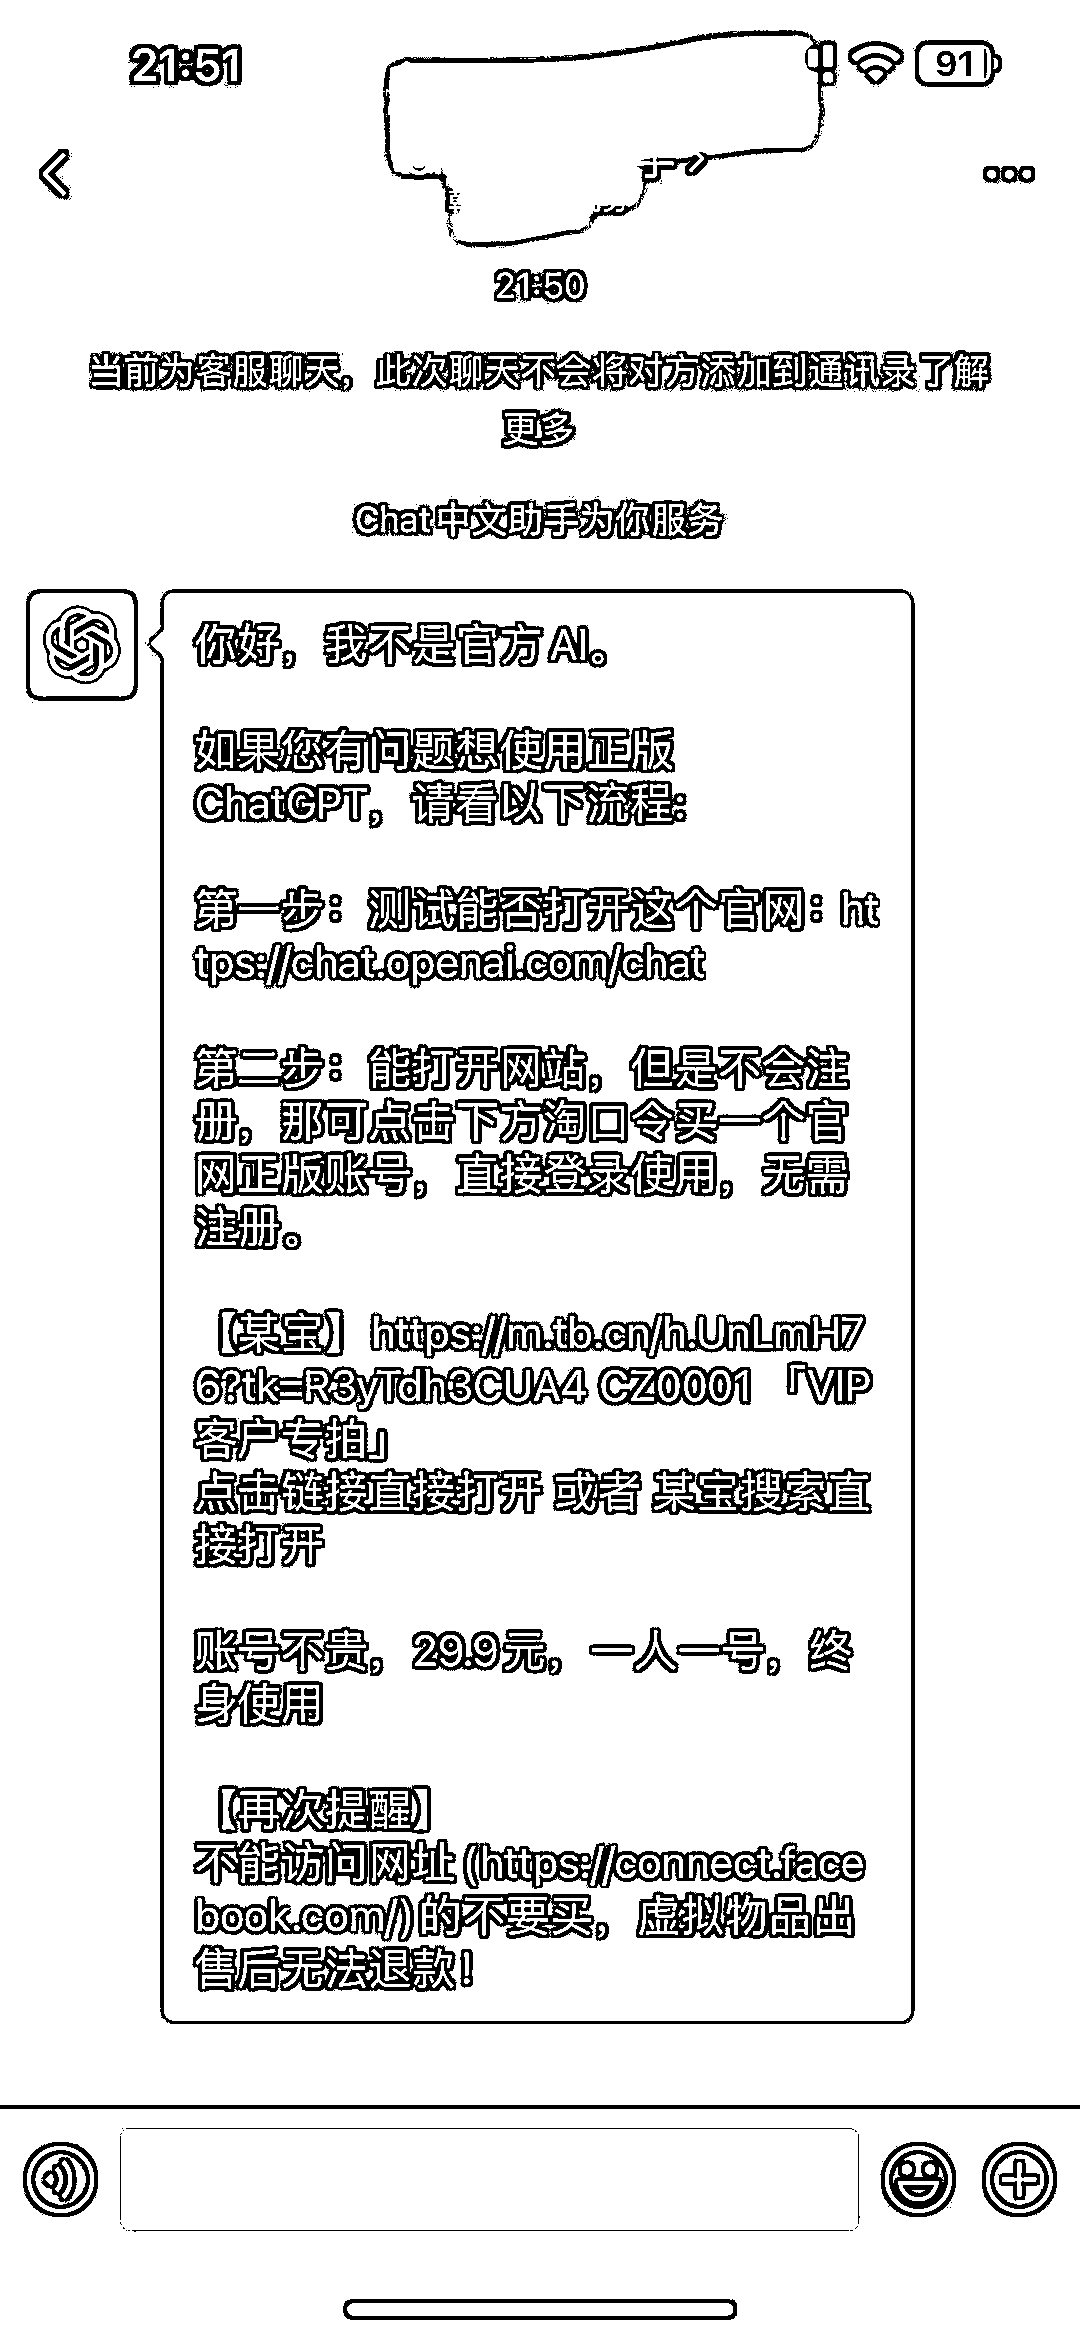 21:51
91
21:50
当前为客服聊天，此次聊天不会将对方添加到通讯录了解
更多
Chat中文助手为你服务
你好，我不是官方AI。
如果您有问题想使用正版
ChatGPT，请看以下流程:
第一步：测试能否打开这个官网：ht
tps://chat.openai.com/chat
第二步：能打开网站，但是不会注
册，那可点击下方淘口令买一个官
网正版账号，直接登录使用，无需
注册。
【某宝】https://m.tb.cn/h.UnLmH7
6?tk=R3yTdh3CUA4 CZ0001 「VIP
客户专拍」
点击链接直接打开 或者 某宝搜索直
接打开
账号不贵，29.9元，一人一号，终
身使用
【再次提醒】
不能访问网址 (https://connect.face
book.com/) 的不要买，虚拟物品出
售后无法退款！